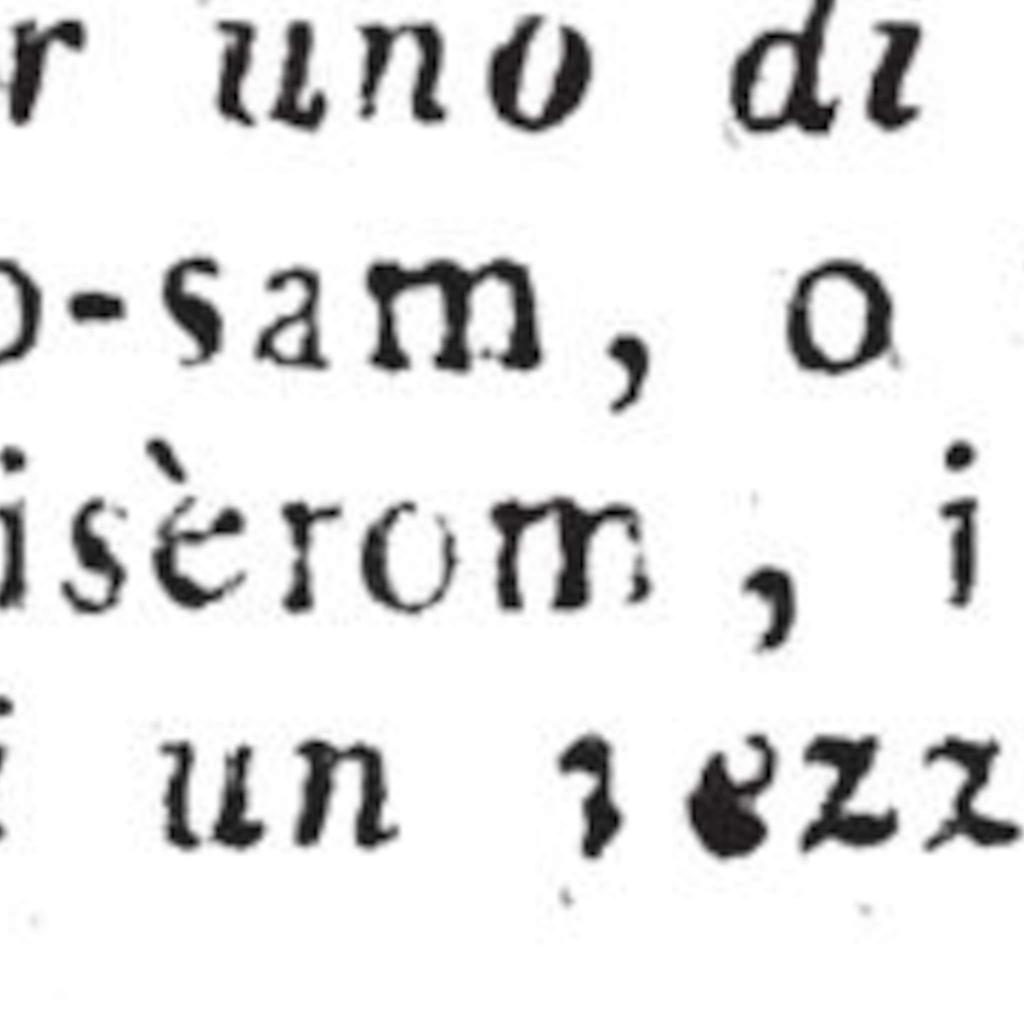 r uno di
o-sam, o
isèrom, i
i un